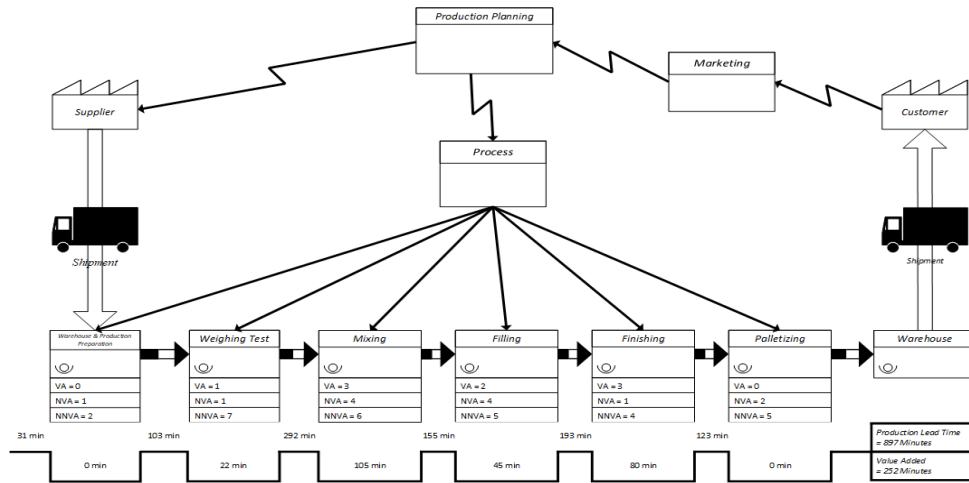 Production Planning
Marketing
Supplier
Customer
Process
Shipment
Shipment
Warehouse & Production
Preparation
Weighing Test
Mixing
Filling
Finishing
Palletizing
Warehouse
VA = 0
NVA = 1
NNVA = 2
VA = 1
NVA = 1
NNVA = 7
VA = 3
NVA = 4
NNVA = 6
VA = 2
NVA = 4
NNVA = 5
VA = 3
NVA = 1
NNVA = 4
VA = 0
NVA = 2
NNVA = 5
31 min
103 min
292 min
155 min
193 min
123 min
0 min
22 min
105 min
45 min
80 min
0 min
Production Lead Time
= 897 Minutes
Value Added
= 252 Minutes